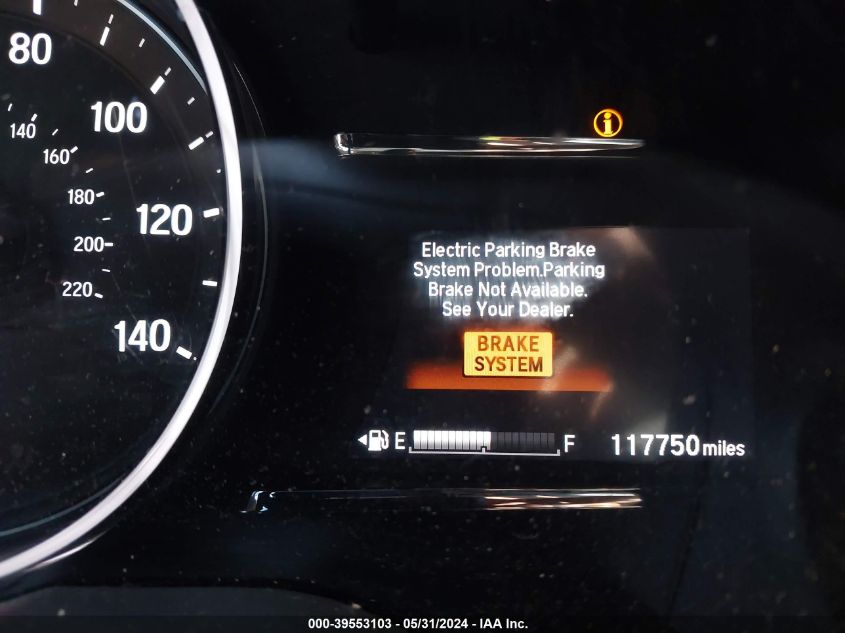 80
100
120
140
140
160
180
200
220
i
Electric Parking Brake
System Problem.Parking
Brake Not Available.
See Your Dealer.
BRAKE
SYSTEM
E F 117750 miles
000-39553103 - 05/31/2024 - IAA Inc.